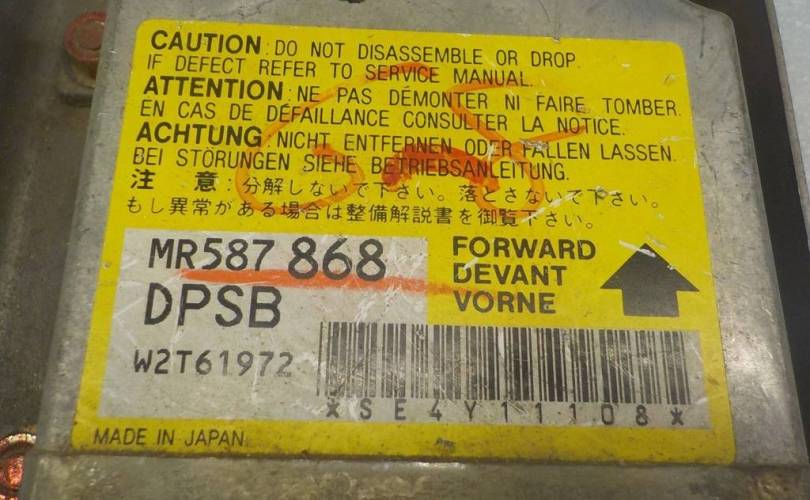 CAUTION: DO NOT DISASSEMBLE OR DROP.
IF DEFECT REFER TO SERVICE MANUAL.
ATTENTION: NE PAS DÉMONTER NI FAIRE TOMBER.
EN CAS DE DÉFAILLANCE CONSULTER LA NOTICE.
ACHTUNG: NICHT ENTFERNEN ODER FALLEN LASSEN.
BEI STÖRUNGEN SIEHE BETRIEBSANLEITUNG.
注 意: 分解しないで下さい。落とさないで下さい。
もし異常がある場合は整備解説書を御覧下さい。
MR587 868
DPSB
W2T61972
FORWARD
DEVANT
VORNE
*SE4Y11108*
MADE IN JAPAN